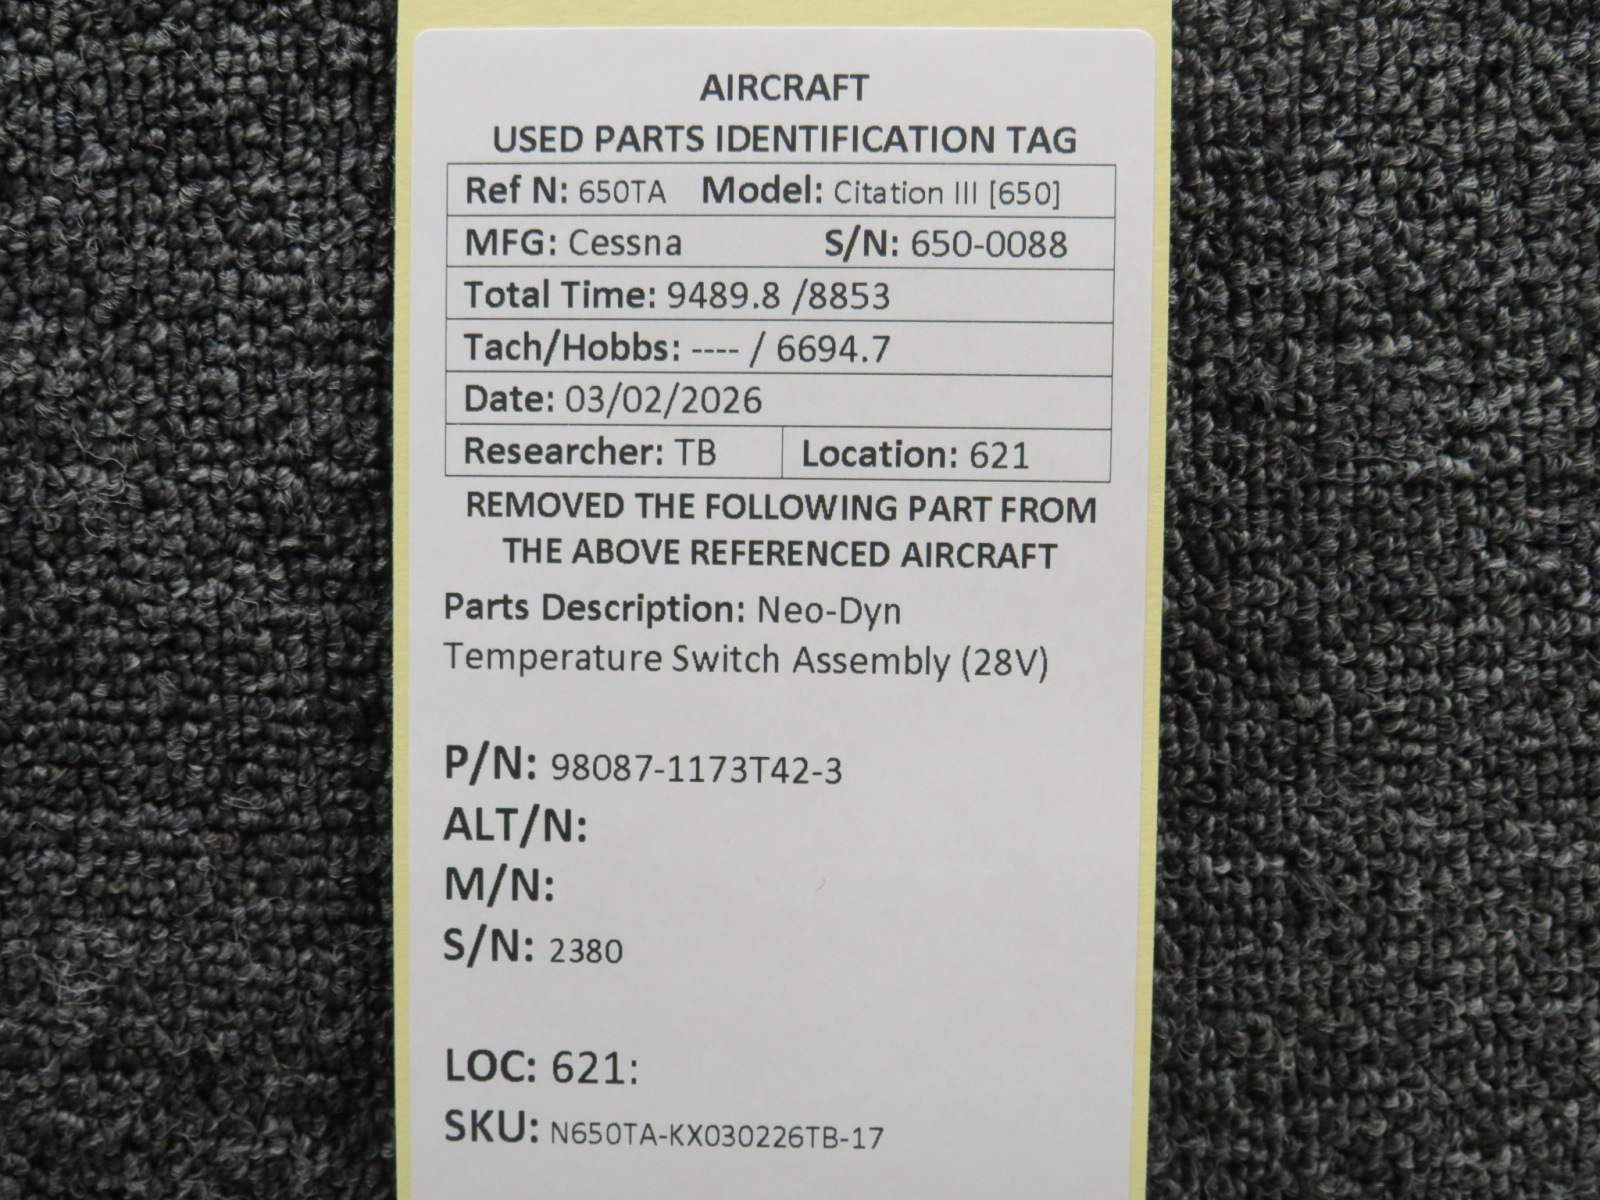 AIRCRAFT
USED PARTS IDENTIFICATION TAG
Ref N: 650TA Model: Citation III [650]
MFG: Cessna S/N: 650-0088
Total Time: 9489.8 /8853
Tach/Hobbs: ---- / 6694.7
Date: 03/02/2026
Researcher: TB Location: 621
REMOVED THE FOLLOWING PART FROM
THE ABOVE REFERENCED AIRCRAFT
Parts Description: Neo-Dyn
Temperature Switch Assembly (28V)
P/N: 98087-1173T42-3
ALT/N:
M/N:
S/N: 2380
LOC: 621:
SKU: N650TA-KX030226TB-17